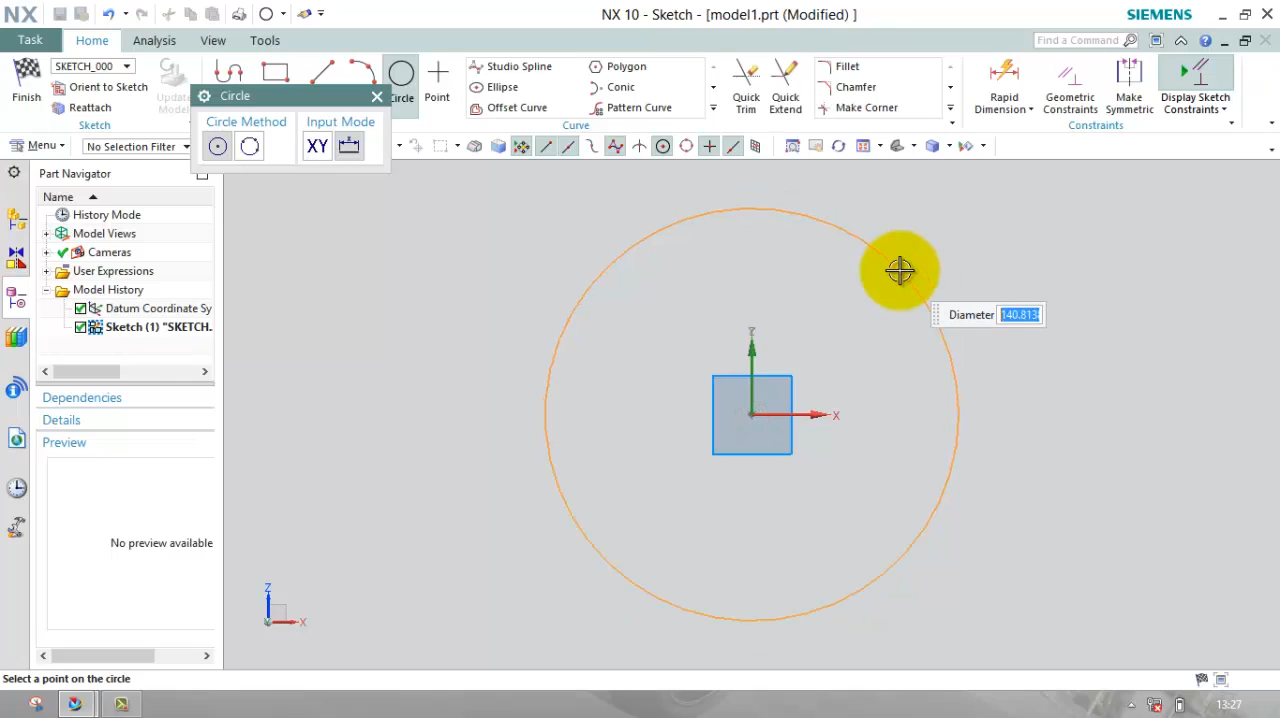 NX
NX 10 - Sketch - [model1.prt (Modified) ]
SIEMENS
Task
Home
Analysis
View
Tools
Find a Command
Finish
SKETCH_000
Orient to Sketch
Reattach
Sketch
Update
Model
Circle
Point
Studio Spline
Ellipse
Offset Curve
Polygon
Conic
Pattern Curve
Curve
Quick
Trim
Quick
Extend
Fillet
Chamfer
Make Corner
Rapid
Dimension
Geometric
Constraints
Make
Symmetric
Display Sketch
Constraints
Constraints
Circle
Circle Method
Input Mode
XY
Menu
No Selection Filter
Part Navigator
Name
History Mode
Model Views
Cameras
User Expressions
Model History
Datum Coordinate Sy
Sketch (1) "SKETCH.
Dependencies
Details
Preview
No preview available
Diameter 140.813
X
Z
X
Select a point on the circle
13:27